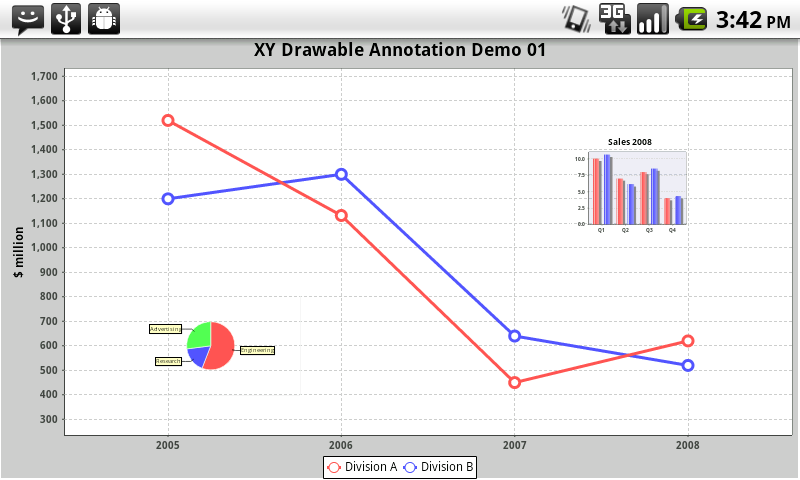 3G 3:42 PM
XY Drawable Annotation Demo 01
$ million
1,700
1,600
1,500
1,400
1,300
1,200
1,100
1,000
900
800
700
600
500
400
300
Sales 2008
10.0
7.5
5.0
2.5
0.0
Q1 Q2 Q3 Q4
Advertising
Engineering
Research
2005 2006 2007 2008
Division A Division B